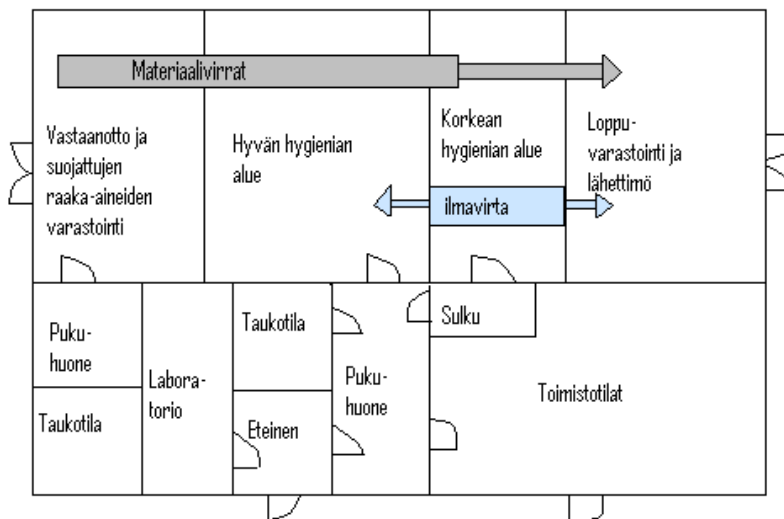 Materiaalivirrat
Vastaanotto ja
suojattujen
raaka-aineiden
varastointi
Hyvän hygienian
alue
Korkean
hygienian alue
Loppu-
varastointi ja
lähettimö
ilmavirta
Puku-
huone
Taukotila
Labora-
torio
Taukotila
Eteinen
Puku-
huone
Sulku
Toimistotilat